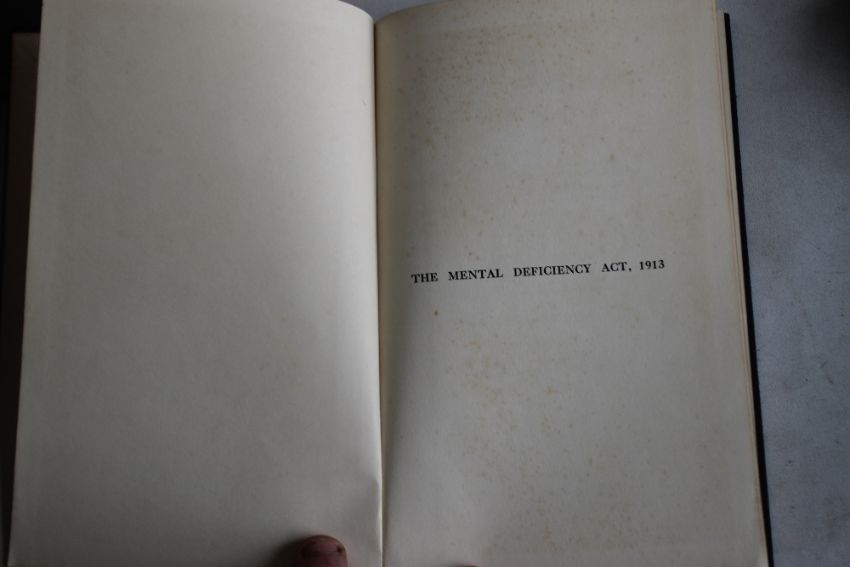 THE MENTAL DEFICIENCY ACT, 1913